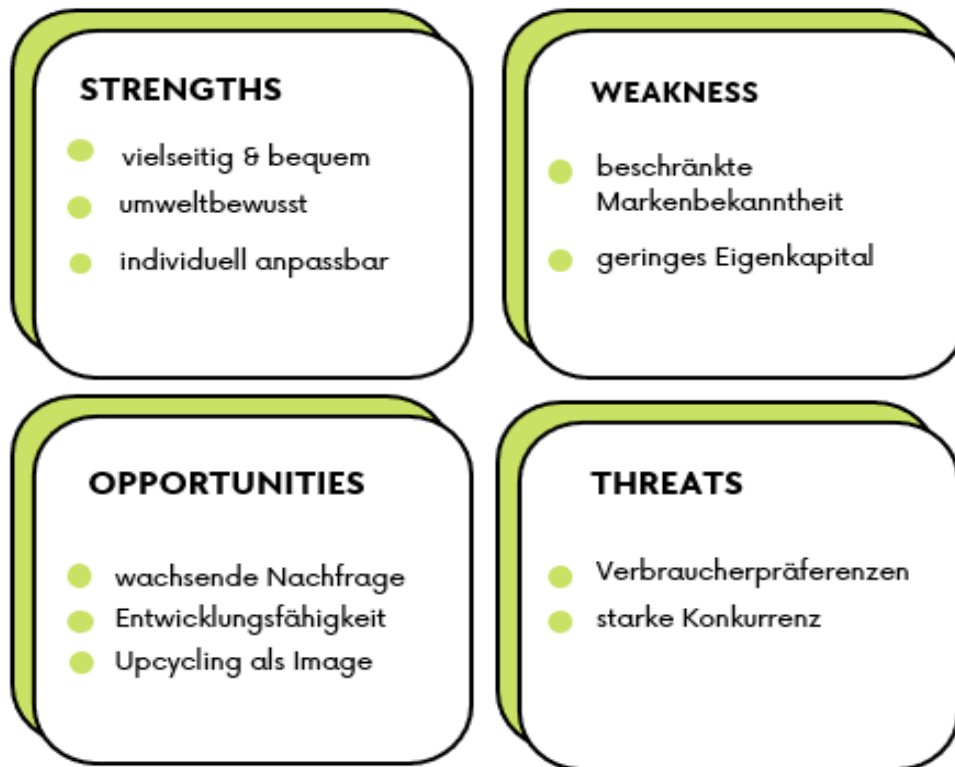 STRENGTHS
vielseitig & bequem
umweltbewusst
individuell anpassbar
WEAKNESS
beschränkte
Markenbekanntheit
geringes Eigenkapital
OPPORTUNITIES
wachsende Nachfrage
Entwicklungsfähigkeit
Upcycling als Image
THREATS
Verbraucherpräferenzen
starke Konkurrenz